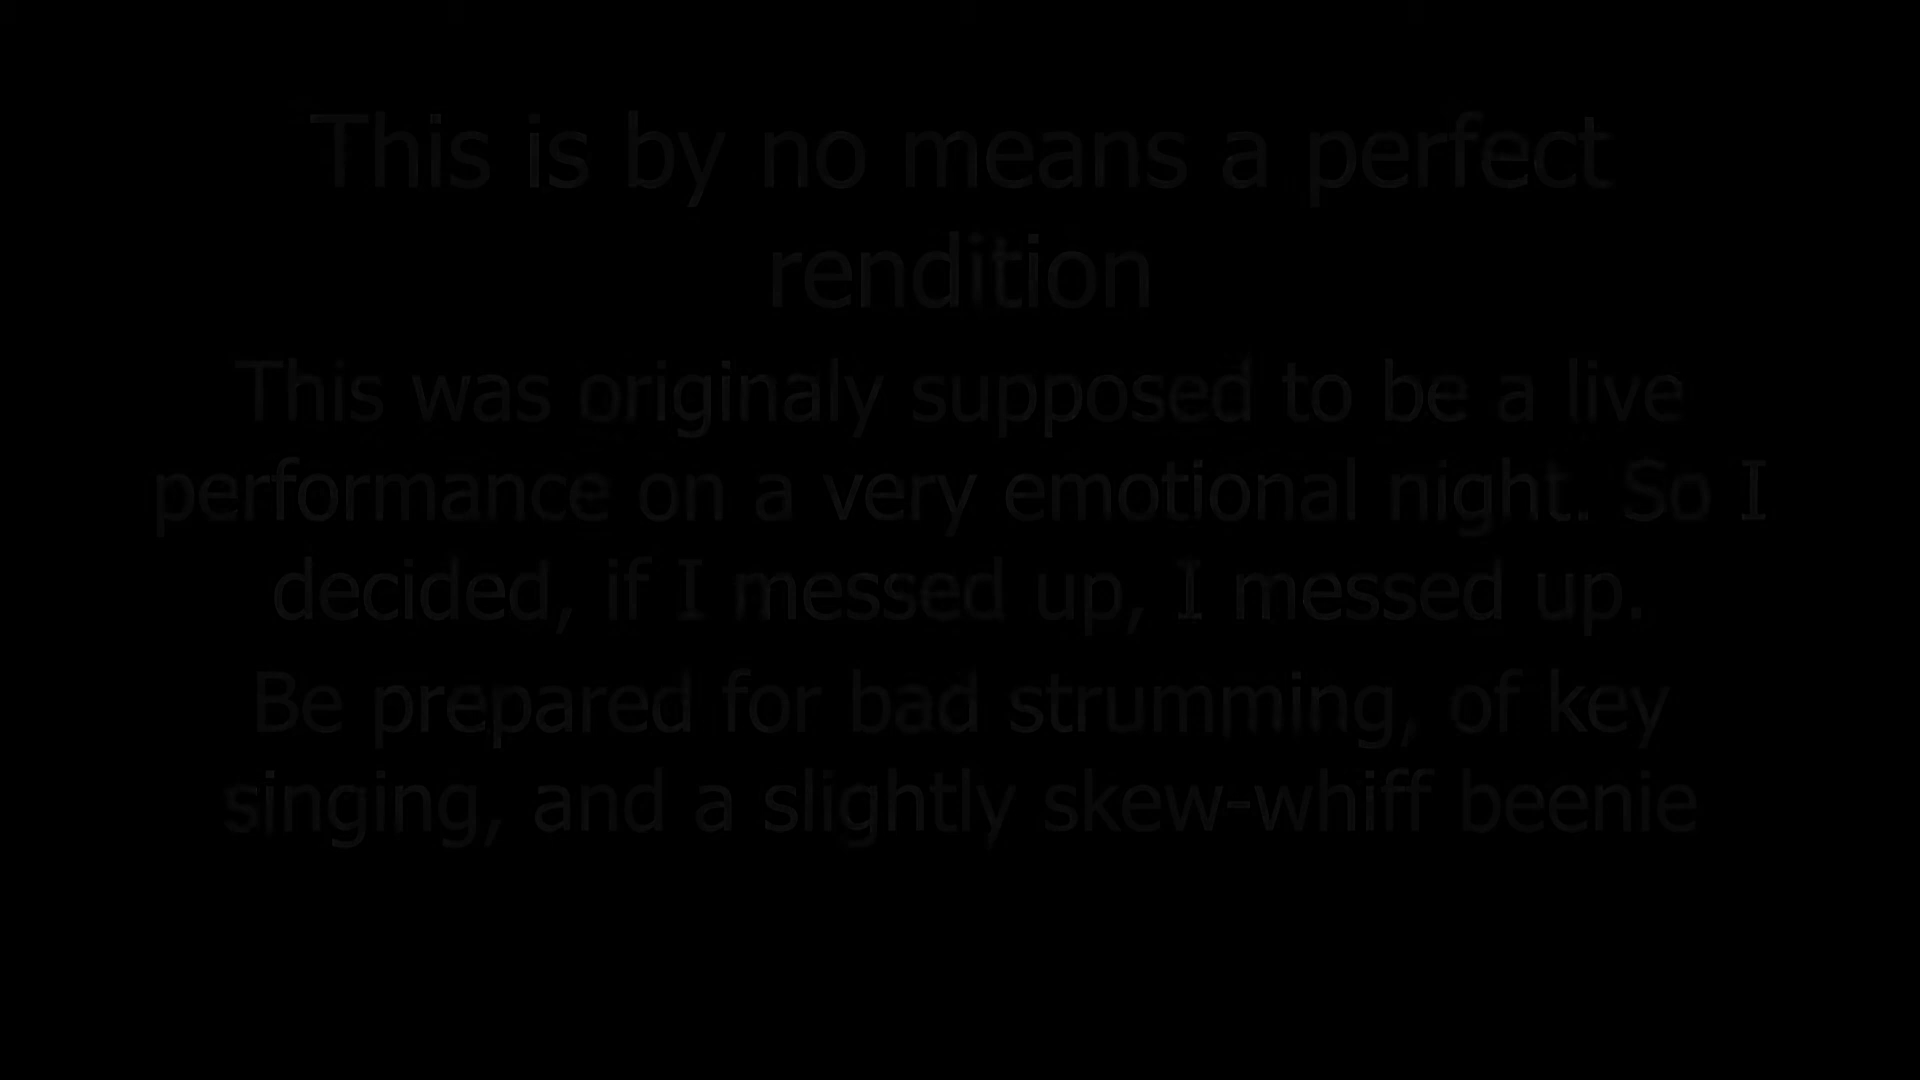 This is by no means a perfect
rendition
This was originaly supposed to be a live
performance on a very emotional night. So I
decided, if I messed up, I messed up.
Be prepared for bad strumming, of key
singing, and a slightly skew-whiff beenie